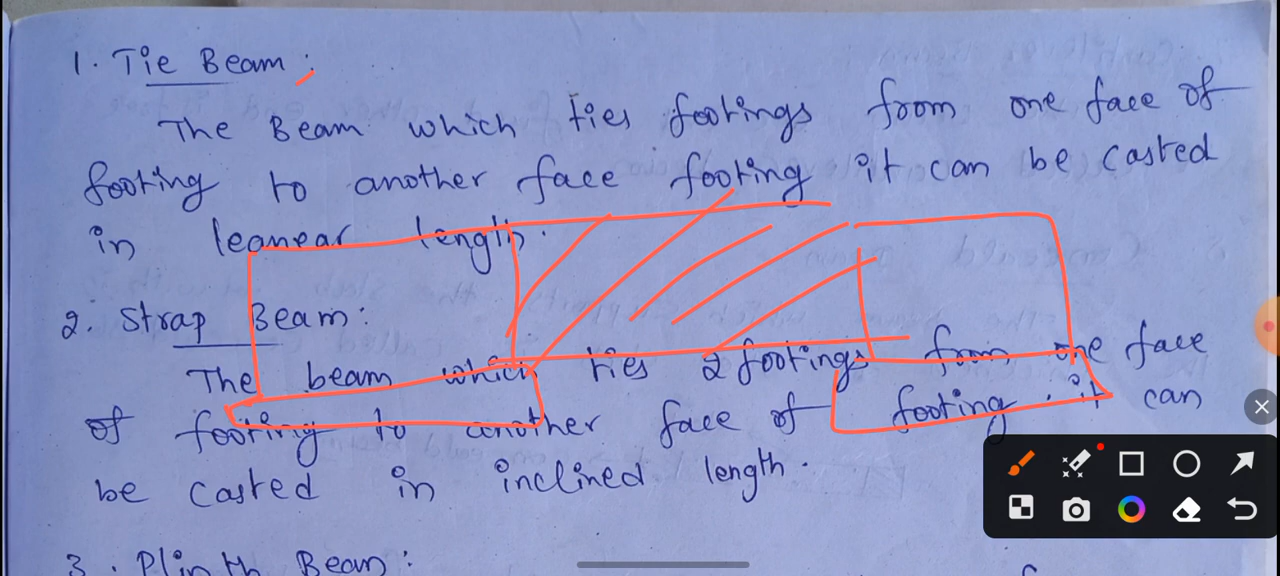 1. Tie Beam:
The Beam which ties footings from one face of
footing to another face footing it can be casted
in leanear length.
2. Strap Beam:
The beam which ties 2 footings from one face
of footing to another face of footing. it can
be casted in inclined length.
3. Plinth Beam: